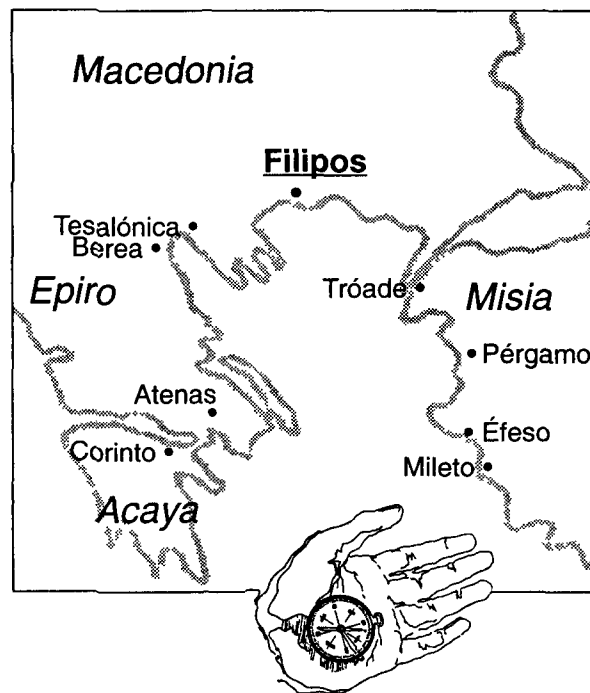 Macedonia
Filipos
Tesalónica
Berea
Epiro
Tróade
Misia
Pérgamo
Atenas
Éfeso
Corinto
Mileto
Acaya